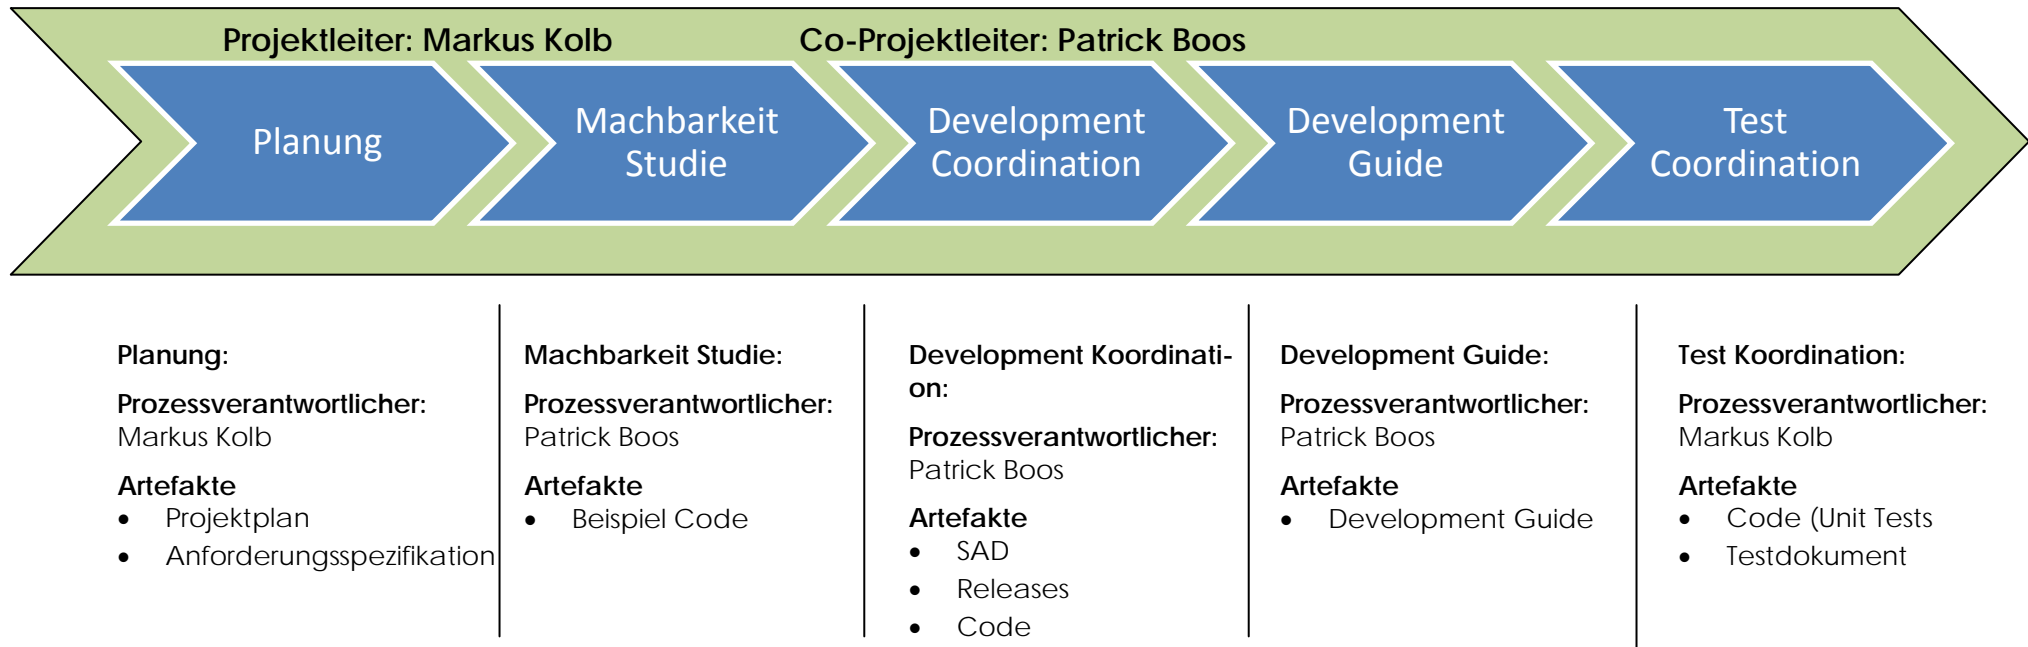 Projektleiter: Markus Kolb
Co-Projektleiter: Patrick Boos
Planung
Machbarkeit
Studie
Development
Coordination
Development
Guide
Test
Coordination
Planung:
Prozessverantwortlicher:
Markus Kolb
Artefakte
• Projektplan
• Anforderungsspezifikation
Machbarkeit Studie:
Prozessverantwortlicher:
Patrick Boos
Artefakte
• Beispiel Code
Development Koordinati-
on:
Prozessverantwortlicher:
Patrick Boos
Artefakte
• SAD
• Releases
• Code
Development Guide:
Prozessverantwortlicher:
Patrick Boos
Artefakte
• Development Guide
Test Koordination:
Prozessverantwortlicher:
Markus Kolb
Artefakte
• Code (Unit Tests
• Testdokument